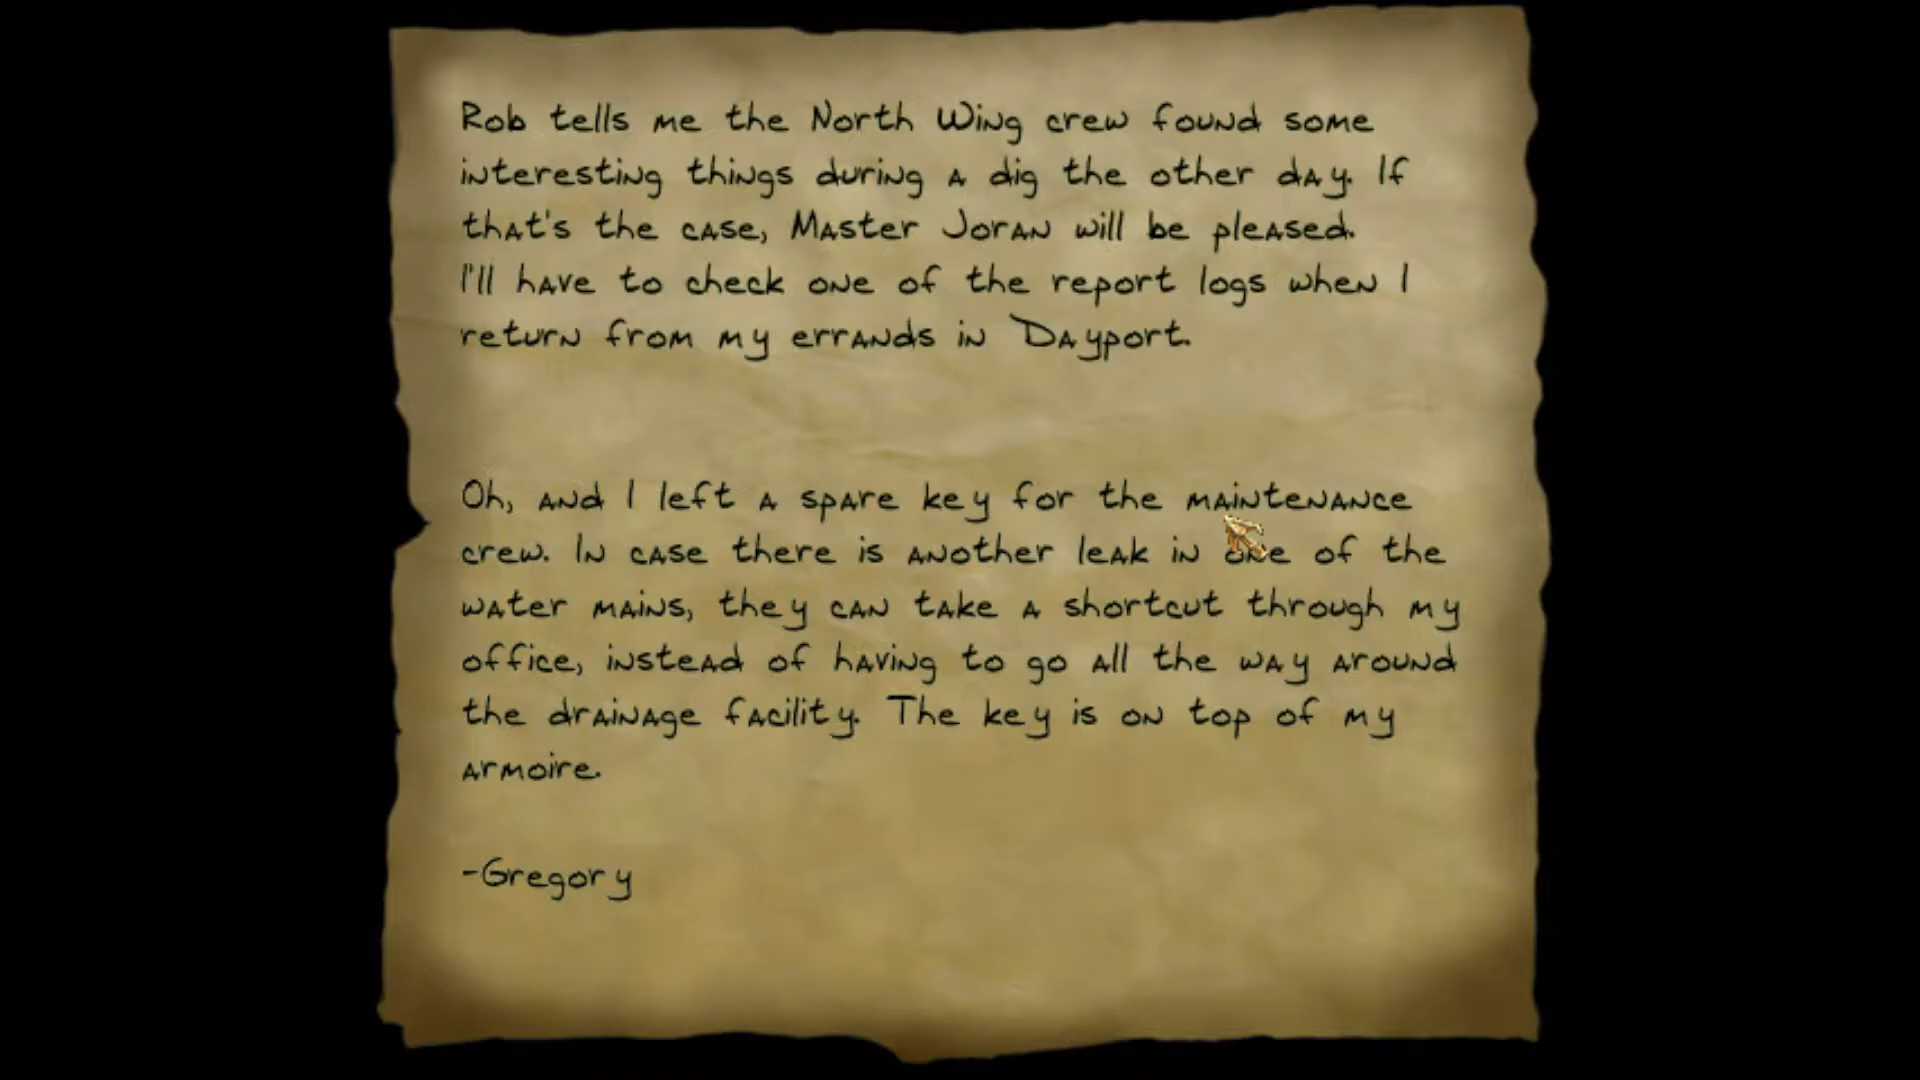 Rob tells me the North Wing crew found some
interesting things during a dig the other day. If
that's the case, Master Joran will be pleased.
I'll have to check one of the report logs when I
return from my errands in Dayport.
Oh, and I left a spare key for the maintenance
crew. In case there is another leak in one of the
water mains, they can take a shortcut through my
office, instead of having to go all the way around
the drainage facility. The key is on top of my
armoire.
-Gregory